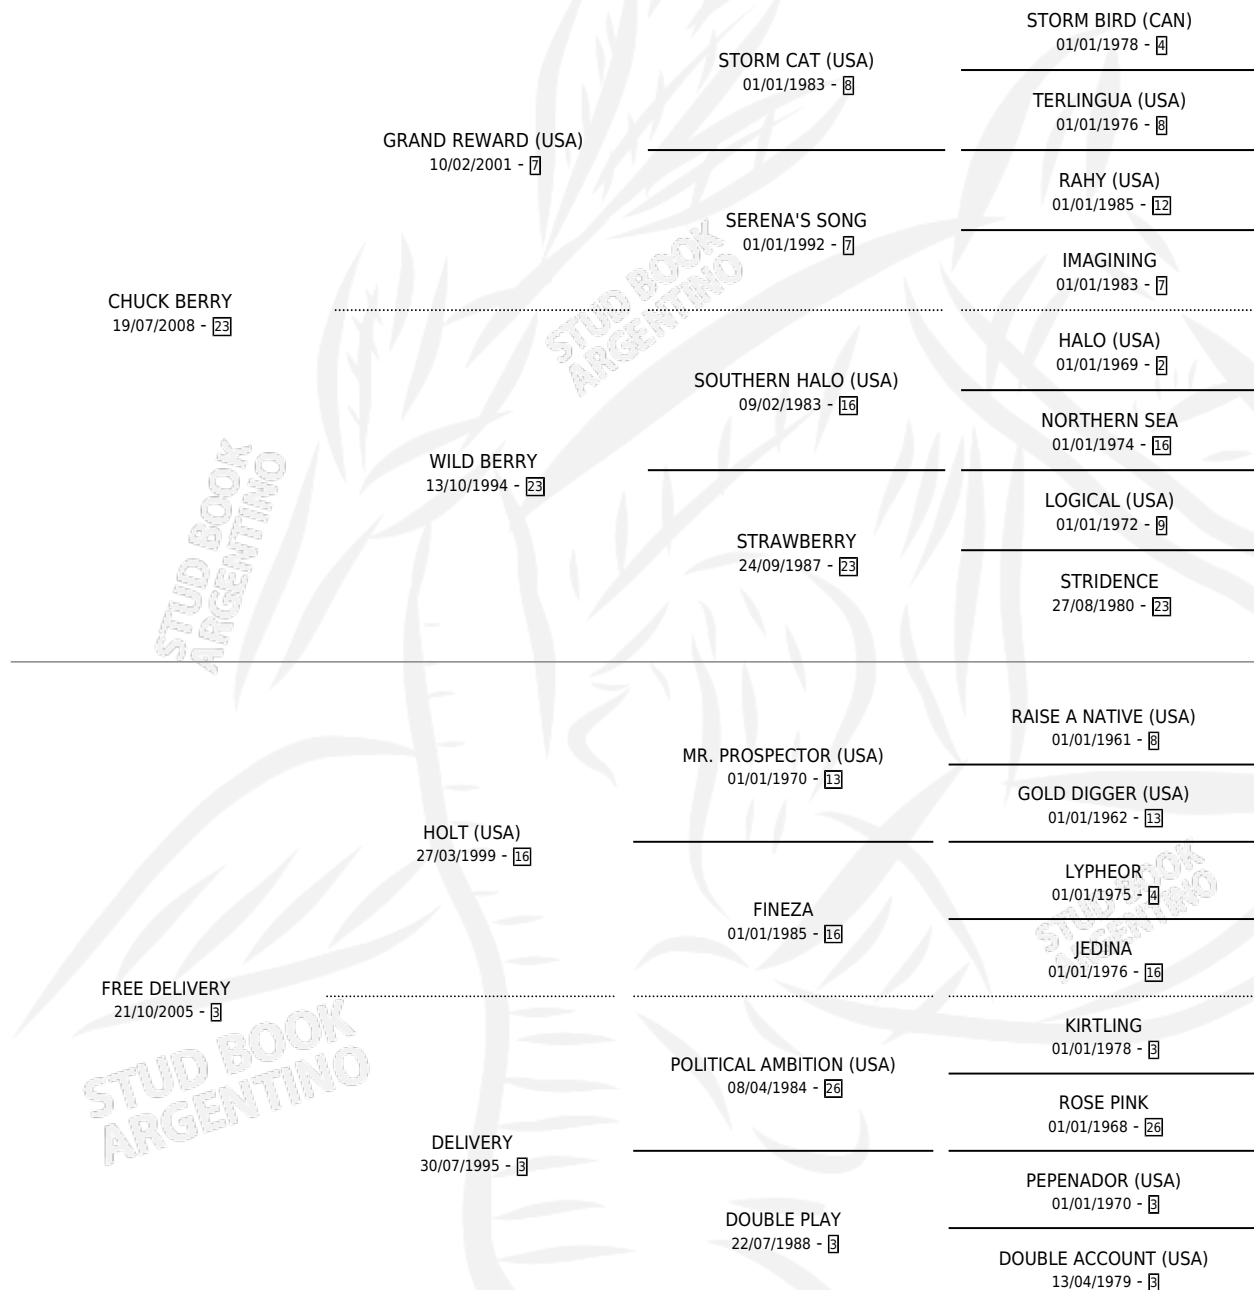 STORM BIRD (CAN)
01/01/1978 - 4
STORM CAT (USA)
01/01/1983 - 8
TERLINGUA (USA)
01/01/1976 - 8
GRAND REWARD (USA)
10/02/2001 - 7
RAHY (USA)
01/01/1985 - 12
SERENA'S SONG
01/01/1992 - 7
IMAGINING
01/01/1983 - 7
CHUCK BERRY
19/07/2008 - 23
HALO (USA)
01/01/1969 - 2
SOUTHERN HALO (USA)
09/02/1983 - 16
NORTHERN SEA
01/01/1974 - 16
WILD BERRY
13/10/1994 - 23
LOGICAL (USA)
01/01/1972 - 9
STRAWBERRY
24/09/1987 - 23
STRIDENCE
27/08/1980 - 23
STUD BOOK
ARGENTINO
STUD BOOK
ARGENTINO
RAISE A NATIVE (USA)
01/01/1961 - 8
MR. PROSPECTOR (USA)
01/01/1970 - 13
GOLD DIGGER (USA)
01/01/1962 - 13
HOLT (USA)
27/03/1999 - 16
LYPHEOR
01/01/1975 - 4
FINEZA
01/01/1985 - 16
JEDINA
01/01/1976 - 16
STUD BOOK
ARGENTINO
FREE DELIVERY
21/10/2005 - 3
KIRTLING
01/01/1978 - 3
POLITICAL AMBITION (USA)
08/04/1984 - 26
ROSE PINK
01/01/1968 - 26
STUD BOOK
ARGENTINO
DELIVERY
30/07/1995 - 3
PEPENADOR (USA)
01/01/1970 - 3
DOUBLE PLAY
22/07/1988 - 3
DOUBLE ACCOUNT (USA)
13/04/1979 - 3